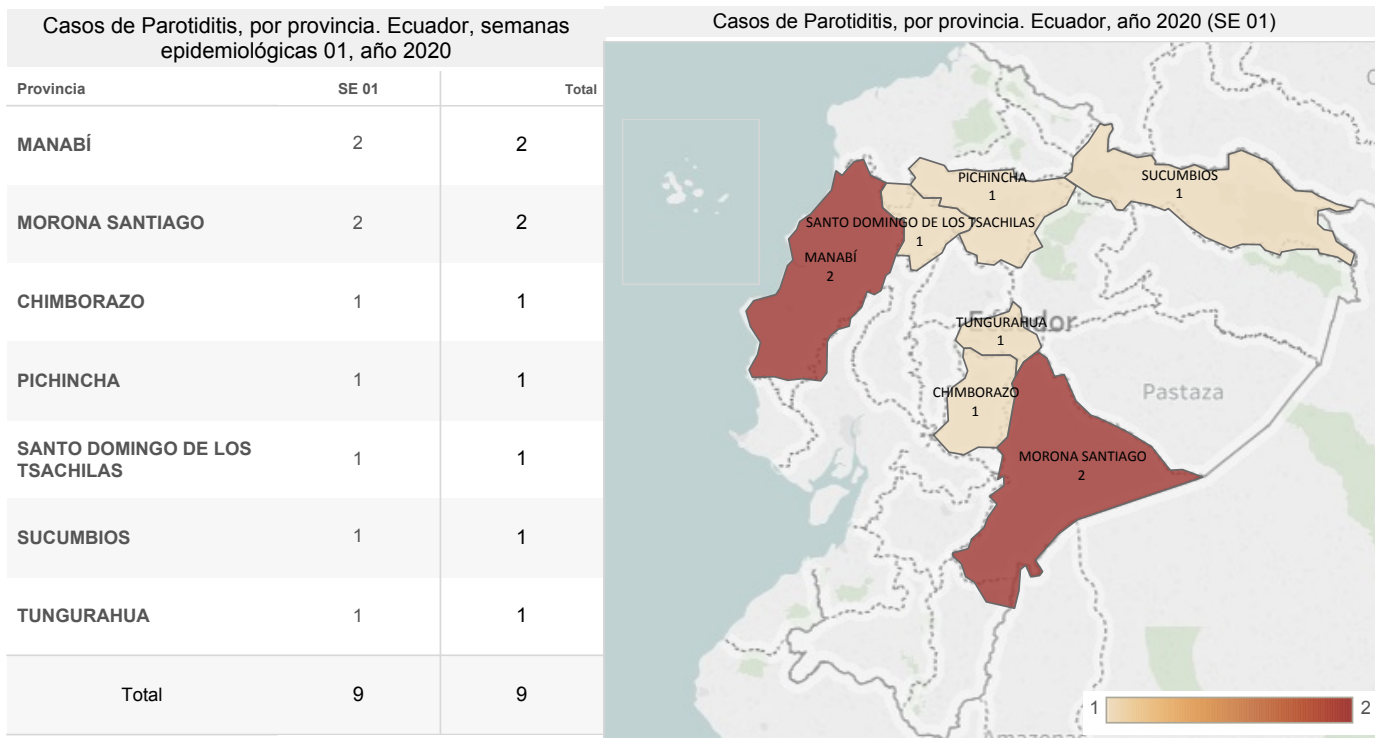 Casos de Parotiditis, por provincia. Ecuador, semanas
epidemiológicas 01, año 2020
Provincia SE 01 Total
MANABÍ 2 2
MORONA SANTIAGO 2 2
CHIMBORAZO 1 1
PICHINCHA 1 1
SANTO DOMINGO DE LOS
TSACHILAS 1 1
SUCUMBIOS 1 1
TUNGURAHUA 1 1
Total 9 9
Casos de Parotiditis, por provincia. Ecuador, año 2020 (SE 01)
PICHINCHA
1
SUCUMBIOS
1
SANTO DOMINGO DE LOS TSACHILAS
1
MANABÍ
2
Ecuador
TUNGURAHUA
1
CHIMBORAZO
1
Pastaza
MORONA SANTIAGO
2
1 2
Amazonas